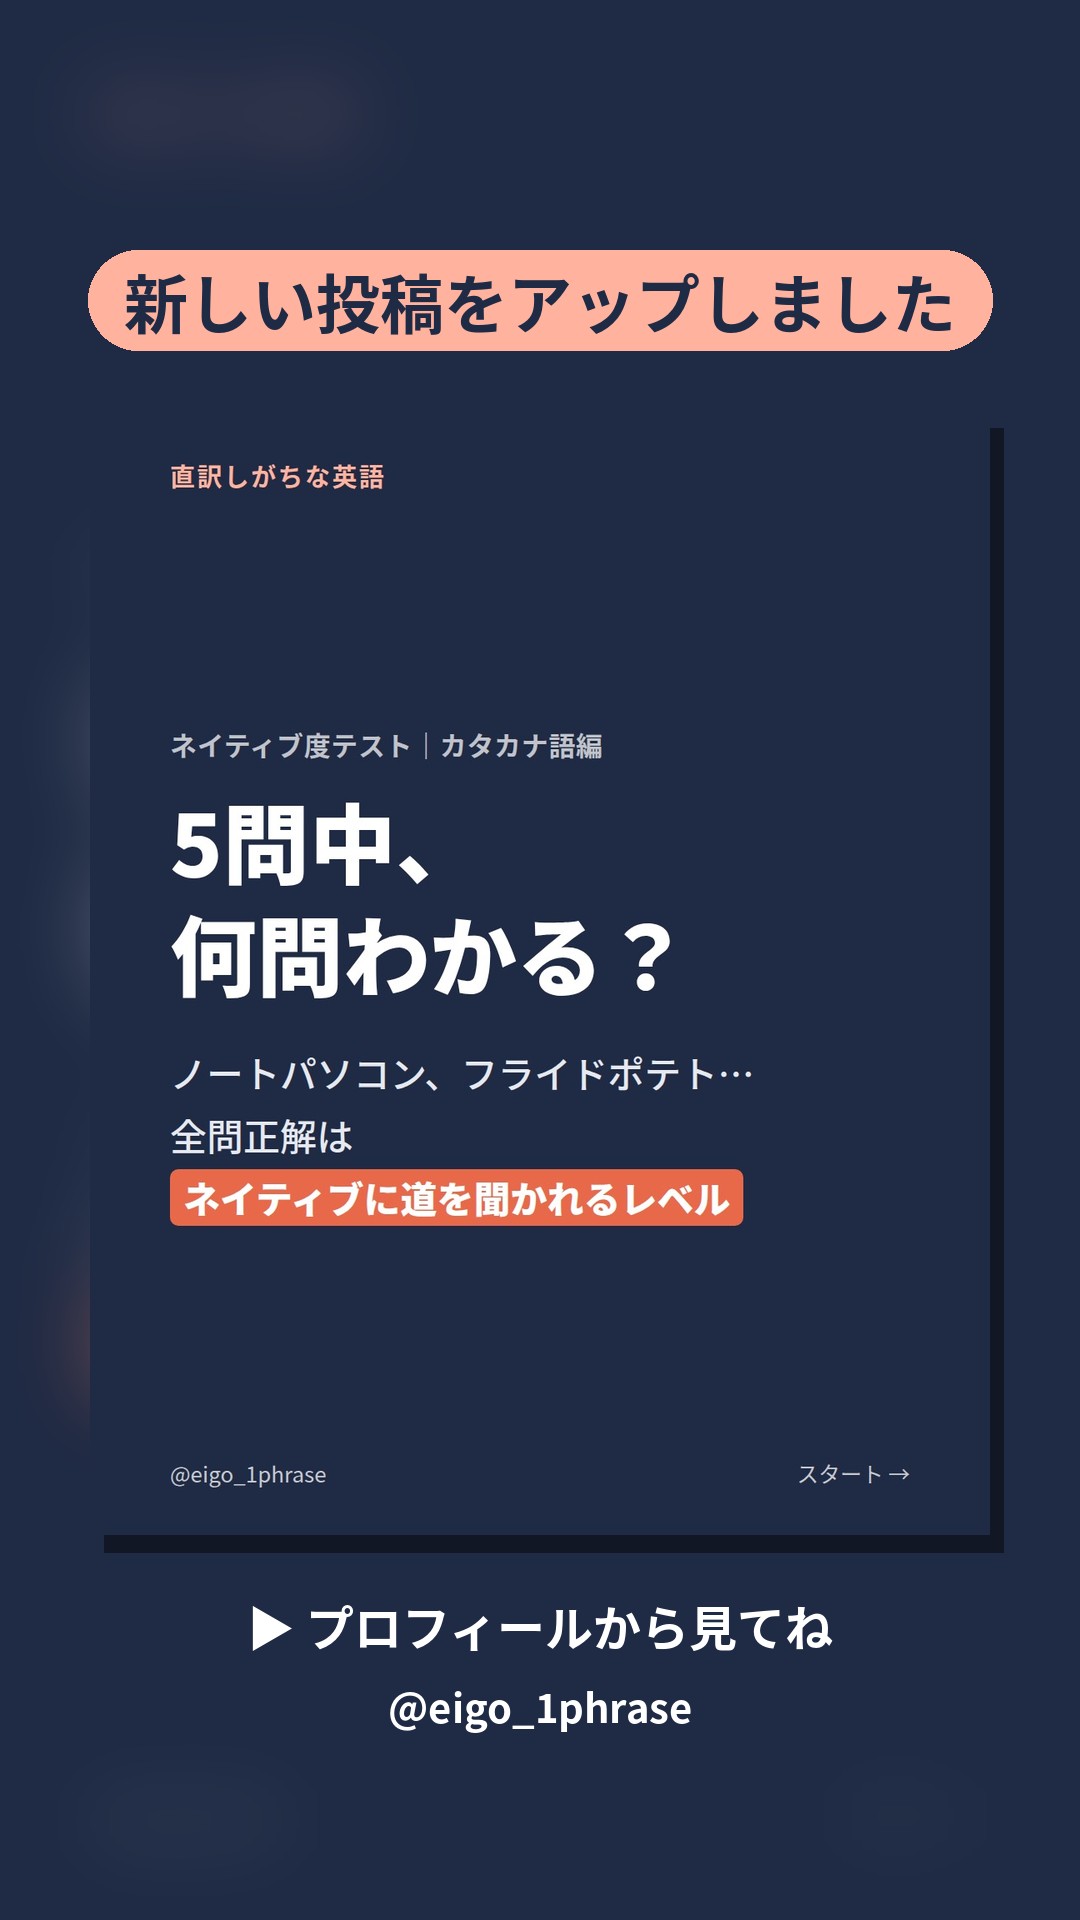 新しい投稿をアップしました
直訳しがちな英語
ネイティブ度テスト｜カタカナ語編
5問中、
何問わかる？
ノートパソコン、フライドポテト…
全問正解は
ネイティブに道を聞かれるレベル
@eigo_1phrase
スタート →
▶ プロフィールから見てね
@eigo_1phrase